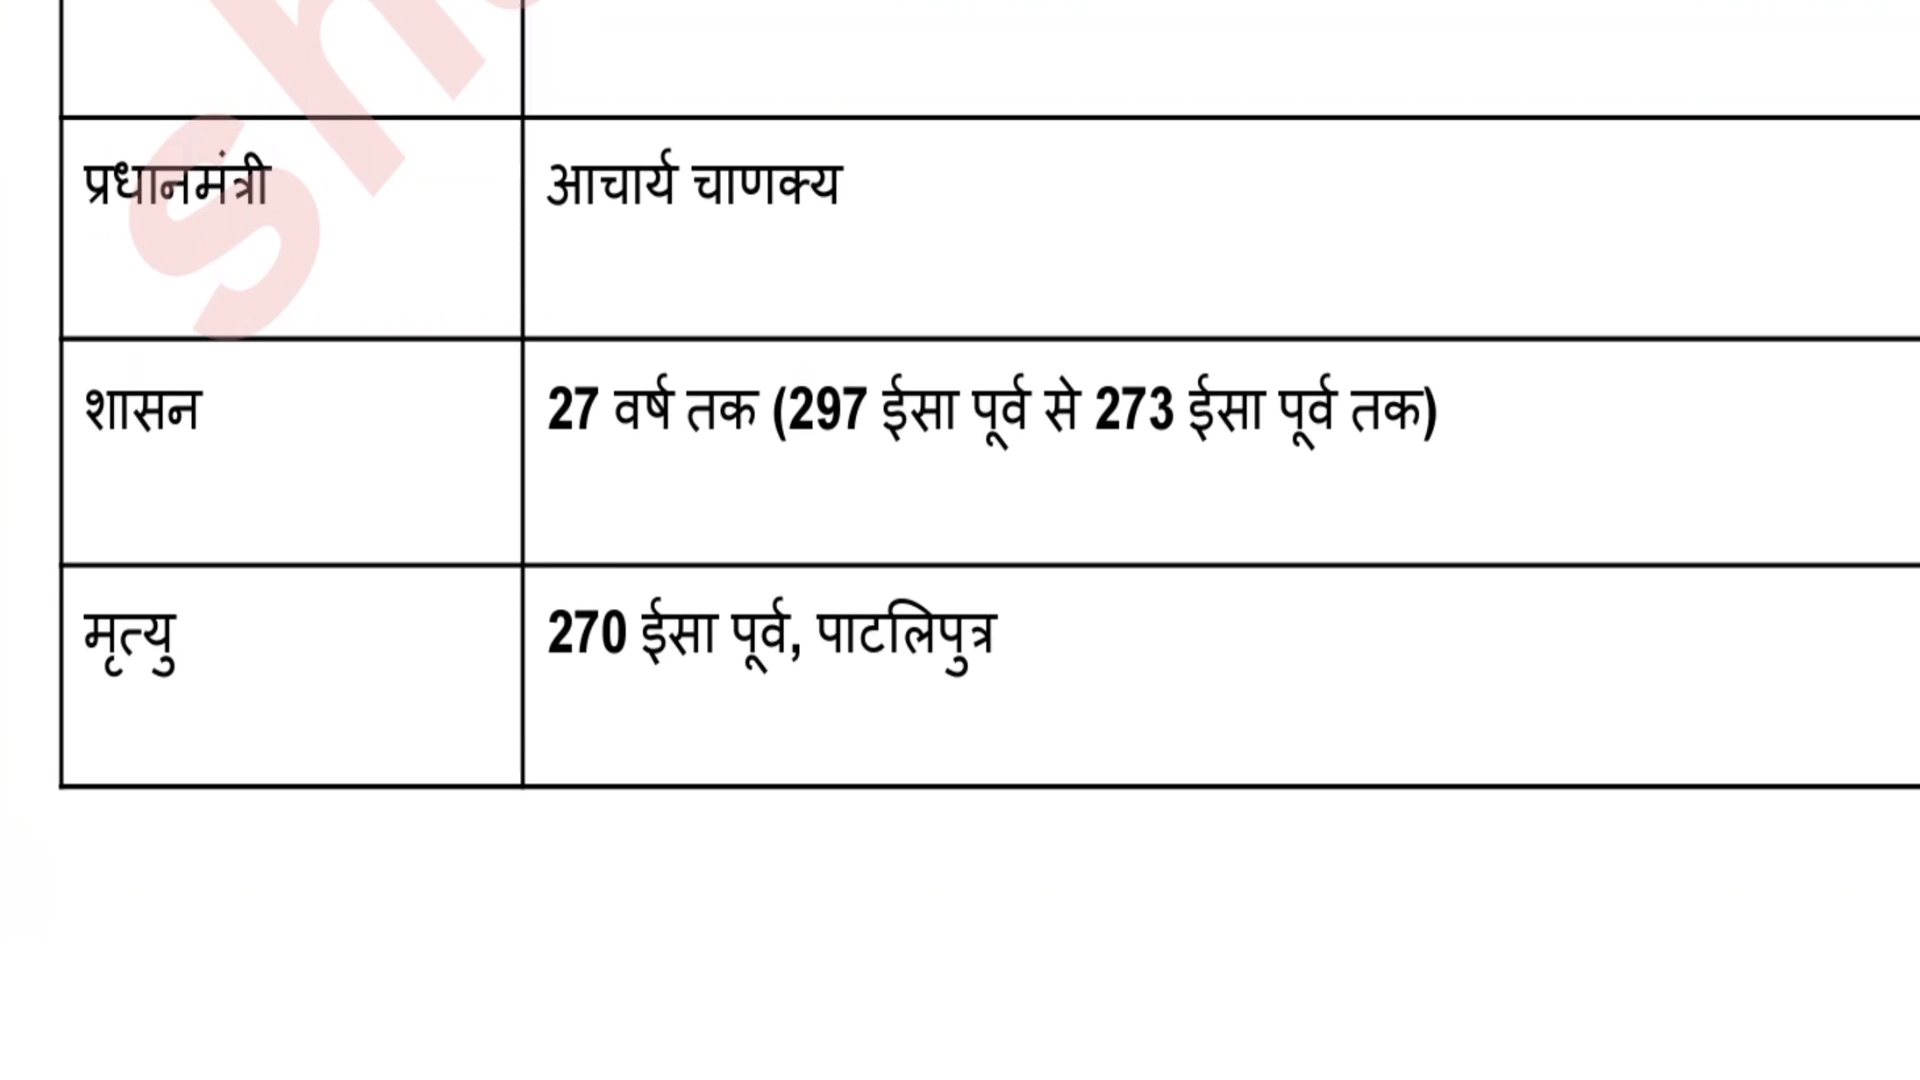 प्रधानमंत्री
आचार्य चाणक्य
शासन
27 वर्ष तक (297 ईसा पूर्व से 273 ईसा पूर्व तक)
मृत्यु
270 ईसा पूर्व, पाटलिपुत्र